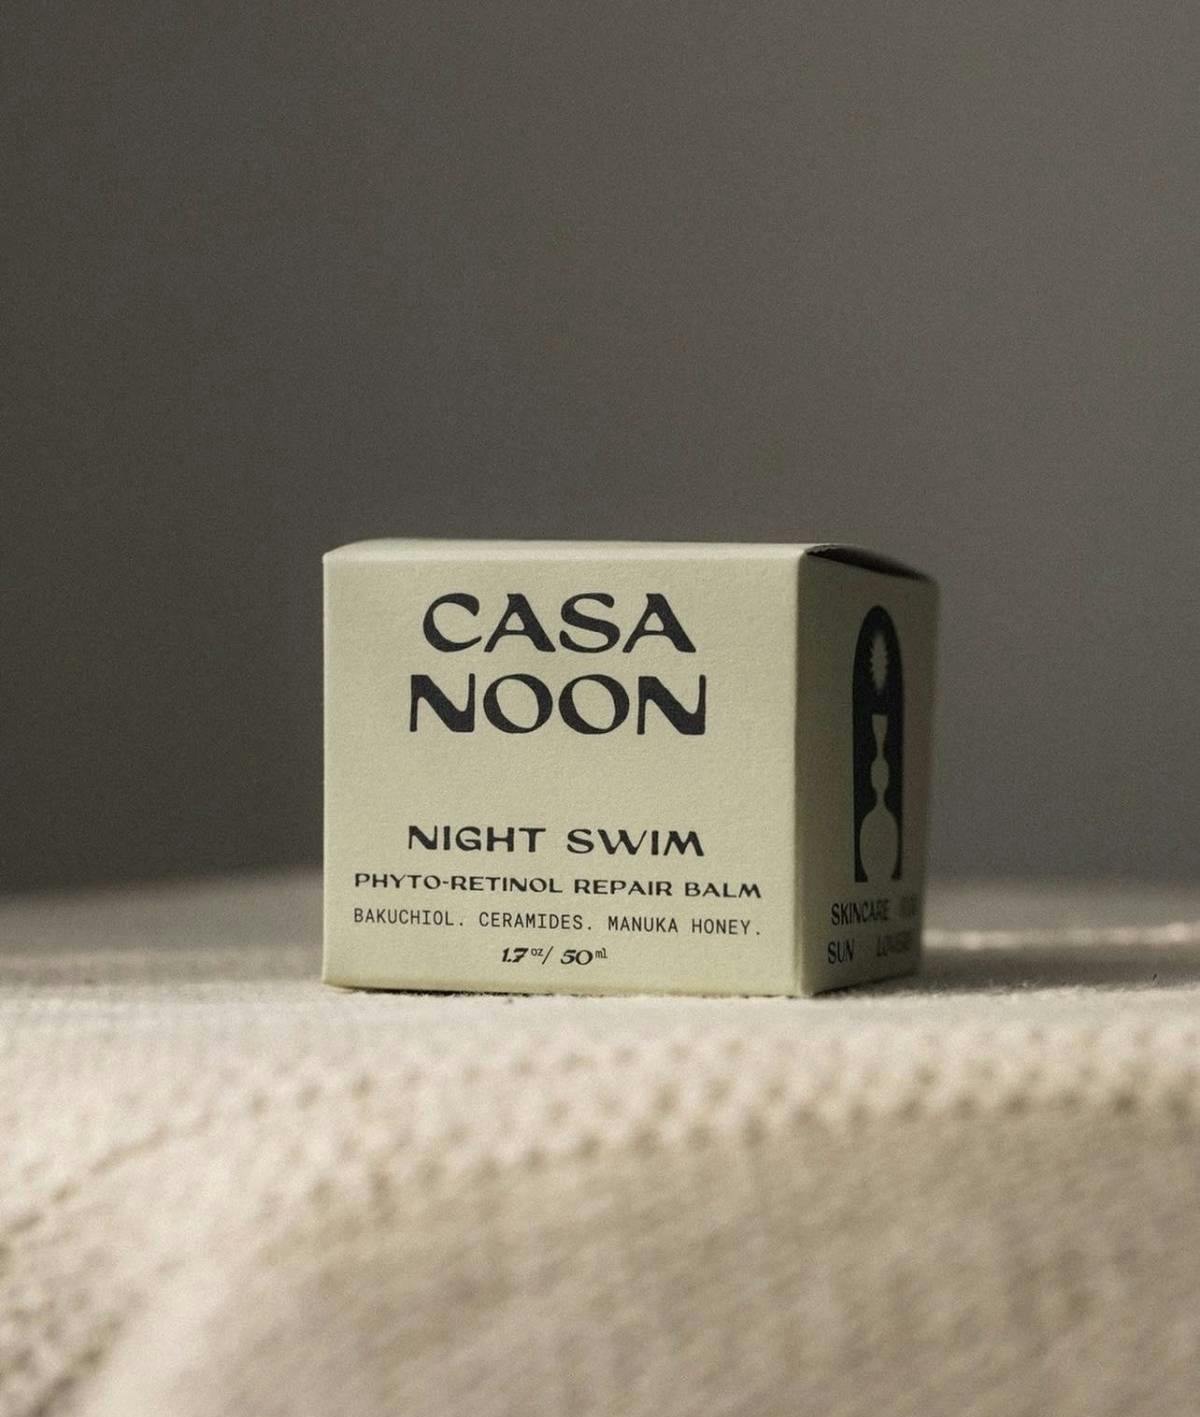 CASA
NOON
NIGHT SWIM
PHYTO-RETINOL REPAIR BALM
BAKUCHIOL. CERAMIDES. MANUKA HONEY.
1.7 oz/ 50 ml
SKINCARE
SUN